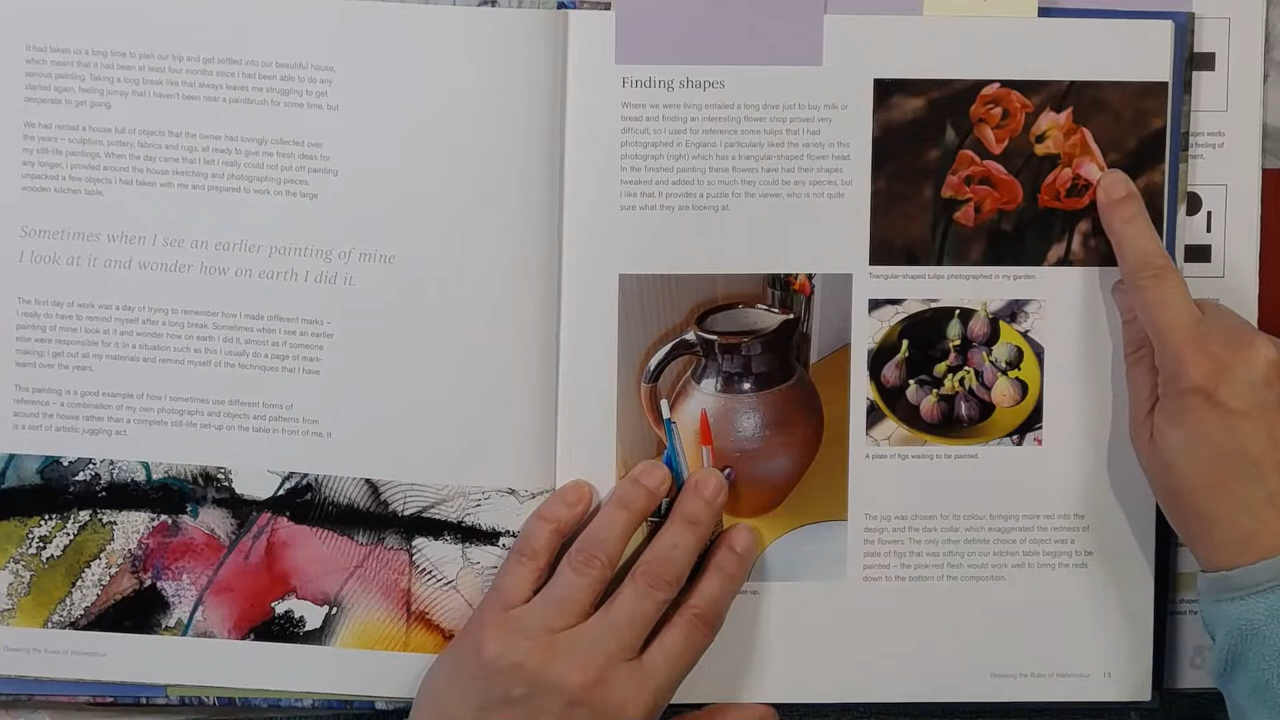 It had taken us a long time to plan our trip and get settled into our beautiful house,
which meant that it had been at least four months since I had been able to do any
serious painting. Taking a long break like that always leaves me struggling to get
started again, feeling jumpy that I haven't been near a paintbrush for some time, but
desperate to get going.
We had rented a house full of objects that the owner had lovingly collected over
the years – sculpture, pottery, fabrics and rugs, all ready to give me fresh ideas for
my still-life paintings. When the day came that I felt I really could not put off painting
any longer, I prowled around the house sketching and photographing pieces,
unpacked a few objects I had taken with me and prepared to work on the large
wooden kitchen table.
Sometimes when I see an earlier painting of mine
I look at it and wonder how on earth I did it.
The first day of work was a day of trying to remember how I made different marks –
I really do have to remind myself after a long break. Sometimes when I see an earlier
painting of mine I look at it and wonder how on earth I did it, almost as if someone
else were responsible for it. In a situation such as this I usually do a page of mark-
making; I get out all my materials and remind myself of the techniques that I have
learnt over the years.
This painting is a good example of how I sometimes use different forms of
reference – a combination of my own photographs and objects and patterns from
around the house rather than a complete still-life set-up on the table in front of me. It
is a sort of artistic juggling act.
Breaking the Rules of Watercolour
Finding shapes
Where we were living entailed a long drive just to buy milk or
bread and finding an interesting flower shop proved very
difficult, so I used for reference some tulips that I had
photographed in England. I particularly liked the variety in this
photograph (right) which has a triangular-shaped flower head.
In the finished painting these flowers have had their shapes
tweaked and added to so much they could be any species, but
I like that. It provides a puzzle for the viewer, who is not quite
sure what they are looking at.
Triangular-shaped tulips photographed in my garden.
A plate of figs waiting to be painted.
The jug was chosen for its colour, bringing more red into the
design, and the dark collar, which exaggerated the redness of
the flowers. The only other definite choice of object was a
plate of figs that was sitting on our kitchen table begging to be
painted – the pink-red flesh would work well to bring the reds
down to the bottom of the composition.
set-up.
Breaking the Rules of Watercolour 13
apes works
a feeling of
ment.